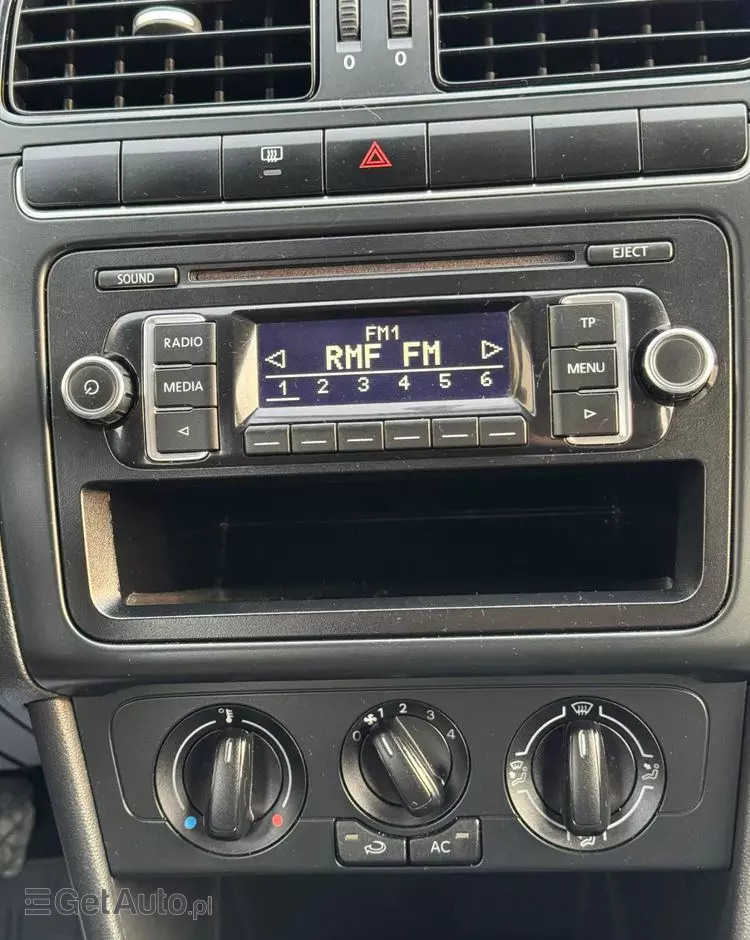 0 0
SOUND
EJECT
RADIO
FM1
TP
RMF FM
MEDIA
MENU
1 2 3 4 5 6
0 1 2 3 4
AC
GetAuto.pl